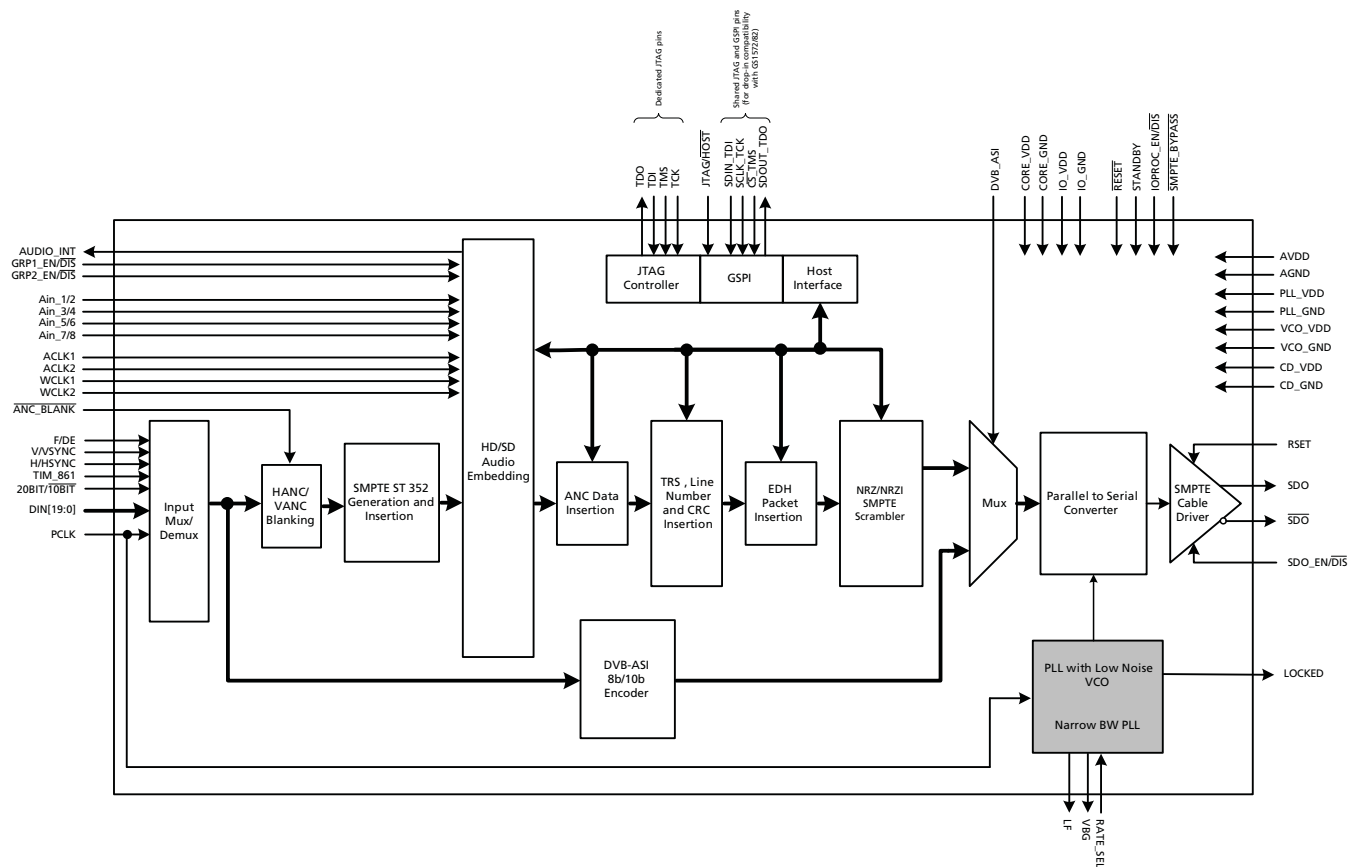 Dedicated JTAG pins
Shared JTAG and GSPI pins
(for drop-in compatibility
with GS1572/82)
TDO
TDI
TMS
TCK
JTAG/HOST
SDIN_TDI
SCLK_TCK
CS_TMS
SDOUT_TDO
DVB_ASI
CORE_VDD
CORE_GND
IO_VDD
IO_GND
RESET
STANDBY
IOPROC_EN/DIS
SMPTE_BYPASS
AUDIO_INT
GRP1_EN/DIS
GRP2_EN/DIS
Ain_1/2
Ain_3/4
Ain_5/6
Ain_7/8
ACLK1
ACLK2
WCLK1
WCLK2
ANC_BLANK
F/DE
V/VSYNC
H/HSYNC
TIM_861
20BIT/10BIT
DIN[19:0]
PCLK
JTAG
Controller
GSPI
Host
Interface
AVDD
AGND
PLL_VDD
PLL_GND
VCO_VDD
VCO_GND
CD_VDD
CD_GND
Input
Mux/
Demux
HANC/
VANC
Blanking
SMPTE ST 352
Generation and
Insertion
HD/SD
Audio
Embedding
ANC Data
Insertion
TRS , Line
Number
and CRC
Insertion
EDH
Packet
Insertion
NRZ/NRZI
SMPTE
Scrambler
Mux
Parallel to Serial
Converter
SMPTE
Cable
Driver
RSET
SDO
SDO
SDO_EN/DIS
DVB-ASI
8b/10b
Encoder
PLL with Low Noise
VCO
Narrow BW PLL
LOCKED
LF
VBG
RATE_SEL